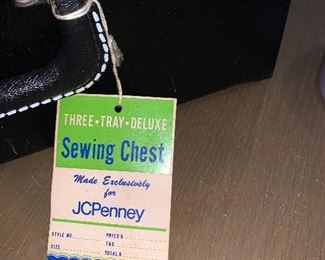 THREE • TRAY • DELUXE
Sewing Chest
Made Exclusively
for
JCPenney
STYLE NO. PRICE $
TAX
SIZE TOTAL $